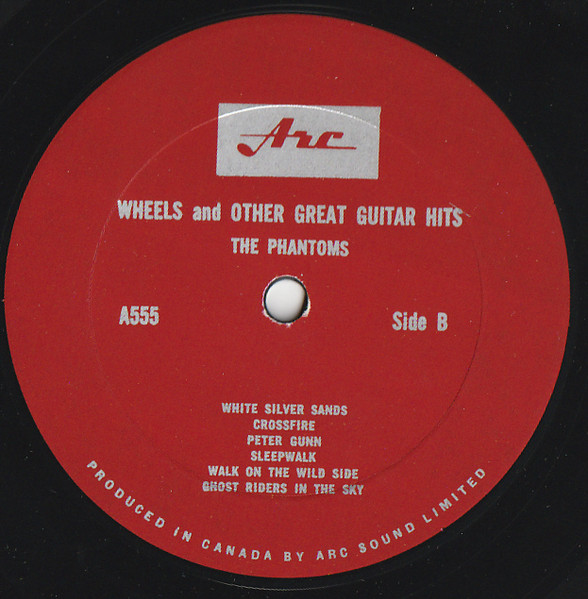 Arc
WHEELS and OTHER GREAT GUITAR HITS
THE PHANTOMS
A555
Side B
WHITE SILVER SANDS
CROSSFIRE
PETER GUNN
SLEEPWALK
WALK ON THE WILD SIDE
GHOST RIDERS IN THE SKY
PRODUCED IN CANADA BY ARC SOUND LIMITED